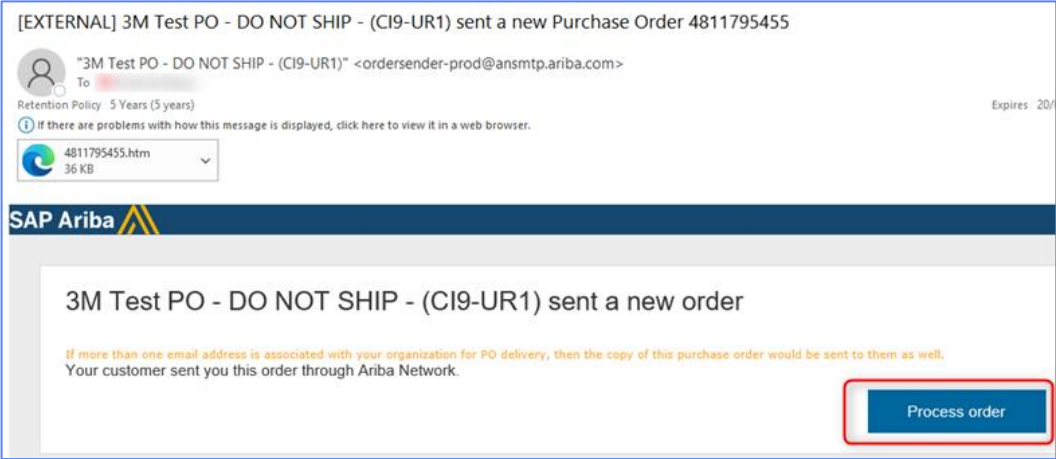 [EXTERNAL] 3M Test PO - DO NOT SHIP - (CI9-UR1) sent a new Purchase Order 4811795455
"3M Test PO - DO NOT SHIP - (CI9-UR1)" <ordersender-prod@ansmtp.ariba.com>
To
Retention Policy 5 Years (5 years) Expires 20/
If there are problems with how this message is displayed, click here to view it in a web browser.
4811795455.htm
36 KB
SAP Ariba
3M Test PO - DO NOT SHIP - (CI9-UR1) sent a new order
If more than one email address is associated with your organization for PO delivery, then the copy of this purchase order would be sent to them as well.
Your customer sent you this order through Ariba Network.
Process order